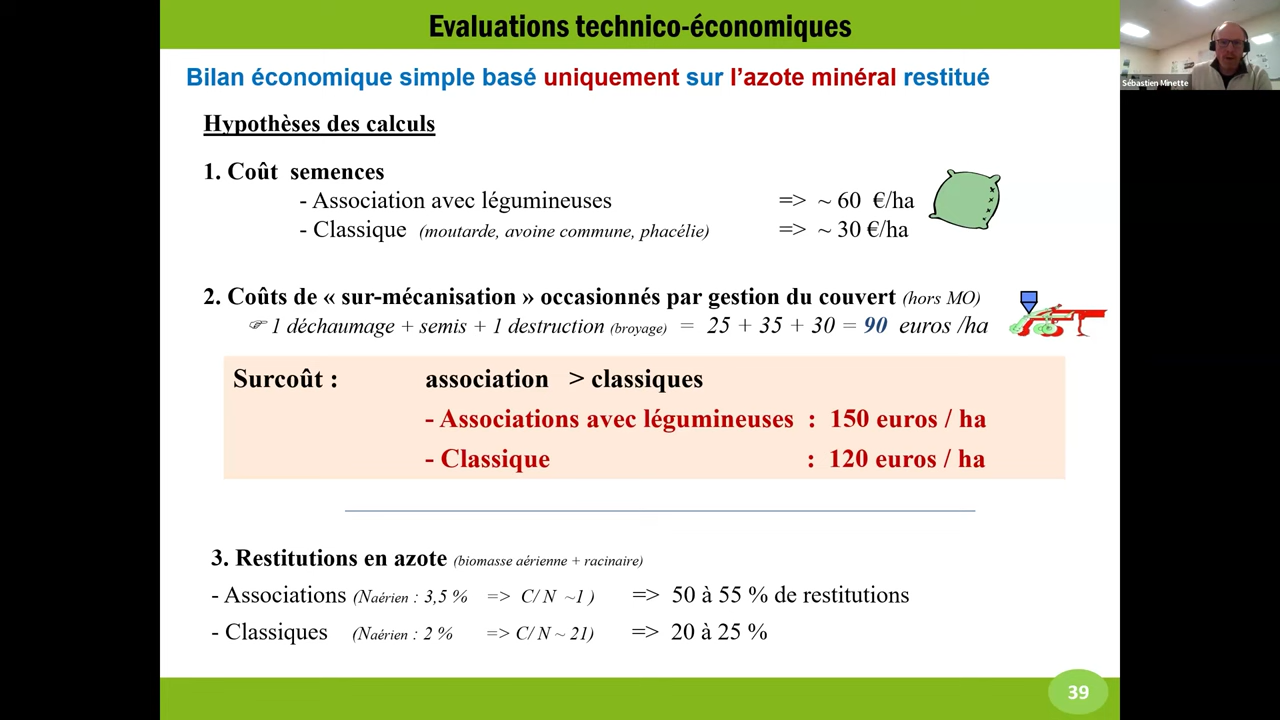 Evaluations technico-économiques
Bilan économique simple basé uniquement sur l'azote minéral restitué
Hypothèses des calculs
1. Coût semences
- Association avec légumineuses => ~ 60 €/ha
- Classique (moutarde, avoine commune, phacélie) => ~ 30 €/ha
2. Coûts de « sur-mécanisation » occasionnés par gestion du couvert (hors MO)
☞ 1 déchaumage + semis + 1 destruction (broyage) = 25 + 35 + 30 = 90 euros /ha
Surcoût : association > classiques
- Associations avec légumineuses : 150 euros / ha
- Classique : 120 euros / ha
3. Restitutions en azote (biomasse aérienne + racinaire)
- Associations (Naérien : 3,5 % => C/ N ~1 ) => 50 à 55 % de restitutions
- Classiques (Naérien : 2 % => C/ N ~ 21) => 20 à 25 %
39
Sébastien Minette